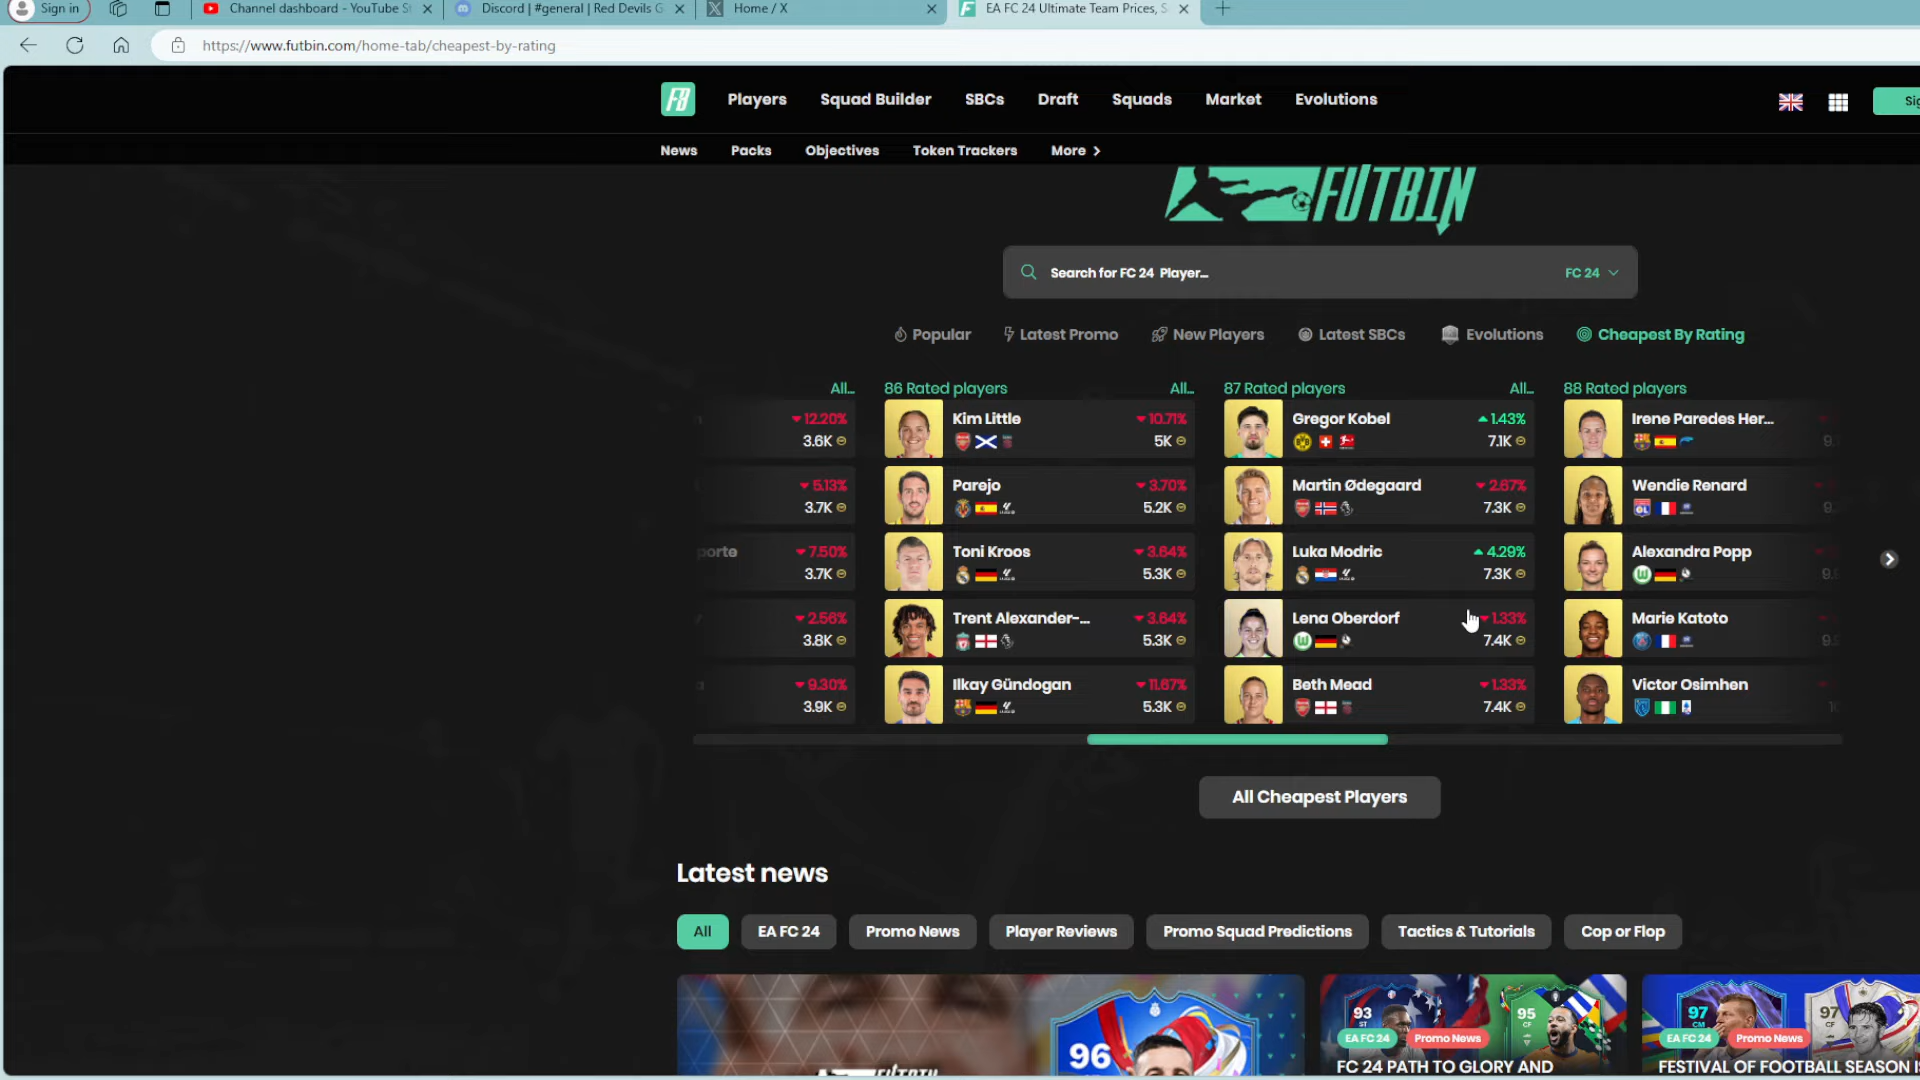 Sign in
Channel dashboard - YouTube St
Discord | #general | Red Devils G
Home / X
EA FC 24 Ultimate Team Prices, S
https://www.futbin.com/home-tab/cheapest-by-rating
Players
Squad Builder
SBCs
Draft
Squads
Market
Evolutions
News
Packs
Objectives
Token Trackers
More
FUTBIN
Search for FC 24 Player...
FC 24
Popular
Latest Promo
New Players
Latest SBCs
Evolutions
Cheapest By Rating
All...
86 Rated players
All...
87 Rated players
All...
88 Rated players
12.20%
3.6K
5.13%
3.7K
porte
7.50%
3.7K
2.56%
3.8K
9.30%
3.9K
Kim Little
10.71%
5K
Parejo
3.70%
5.2K
Toni Kroos
3.64%
5.3K
Trent Alexander-...
3.64%
5.3K
Ilkay Gündogan
11.67%
5.3K
Gregor Kobel
1.43%
7.1K
Martin Ødegaard
2.67%
7.3K
Luka Modric
4.29%
7.3K
Lena Oberdorf
1.33%
7.4K
Beth Mead
1.33%
7.4K
Irene Paredes Her...
Wendie Renard
Alexandra Popp
Marie Katoto
Victor Osimhen
All Cheapest Players
Latest news
All
EA FC 24
Promo News
Player Reviews
Promo Squad Predictions
Tactics & Tutorials
Cop or Flop
96
93
ST
95
CF
EA FC 24
Promo News
FC 24 PATH TO GLORY AND
97
CM
97
CF
EA FC 24
Promo News
FESTIVAL OF FOOTBALL SEASON